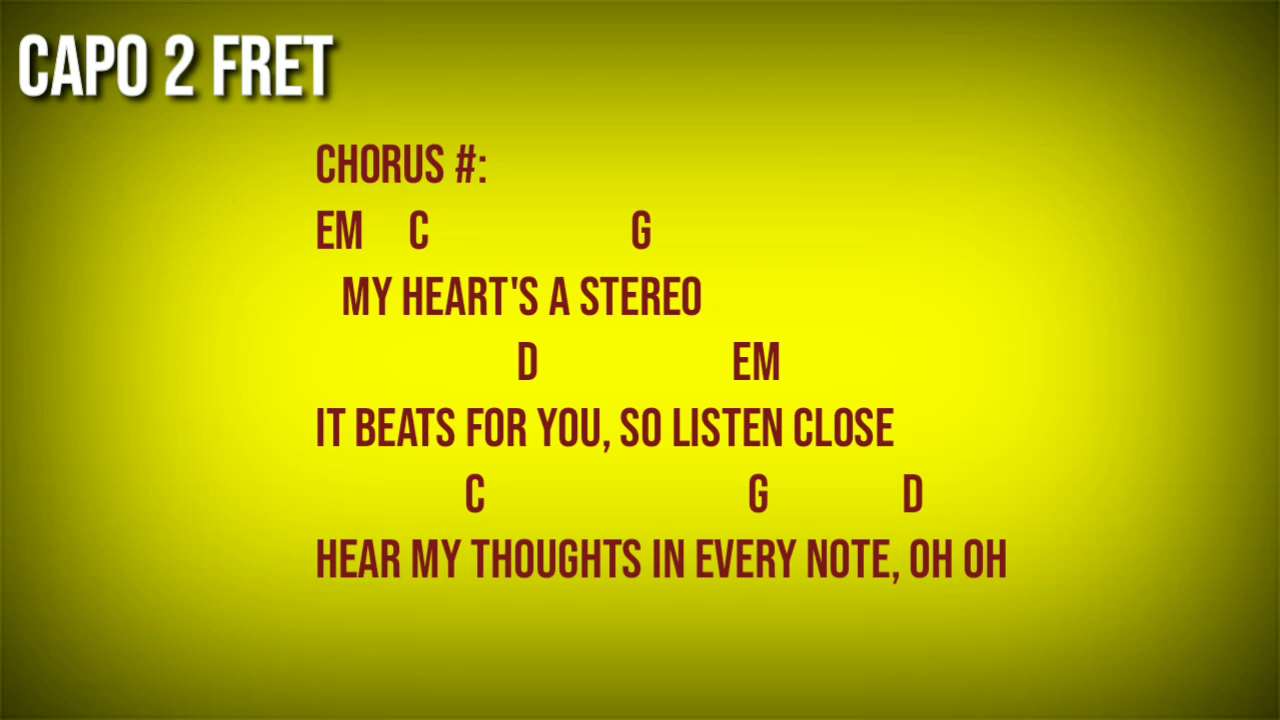 CAPO 2 FRET
CHORUS #:
EM C G
MY HEART'S A STEREO
D EM
IT BEATS FOR YOU, SO LISTEN CLOSE
C G D
HEAR MY THOUGHTS IN EVERY NOTE, OH OH